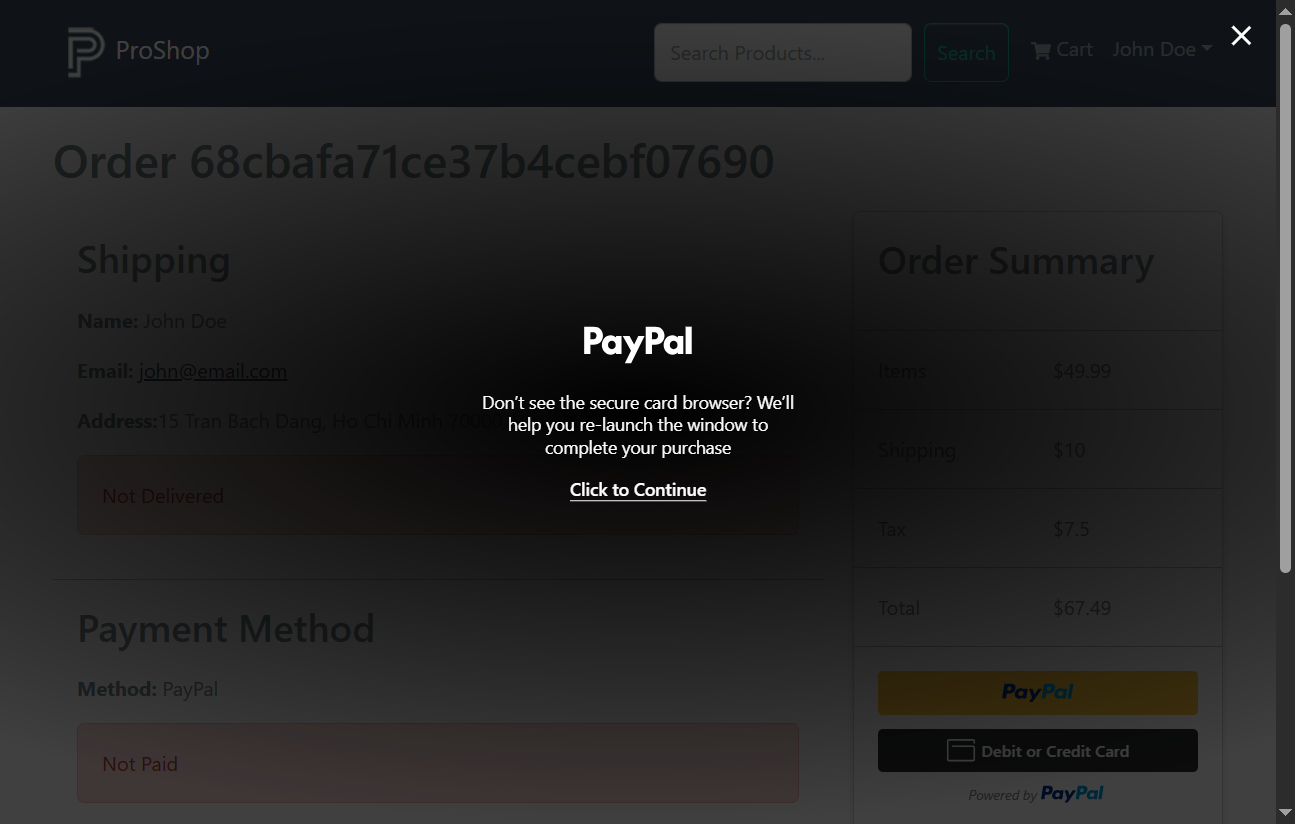 ProShop
Search Products...
Search
Cart
John Doe
Order 68cbafa71ce37b4cebf07690
Shipping
Name: John Doe
Email: john@email.com
Address:15 Tran Bach Dang, Ho Chi Minh 70000
Not Delivered
Payment Method
Method: PayPal
Not Paid
PayPal
Don't see the secure card browser? We'll
help you re-launch the window to
complete your purchase
Click to Continue
Order Summary
Items $49.99
Shipping $10
Tax $7.5
Total $67.49
PayPal
Debit or Credit Card
Powered by PayPal